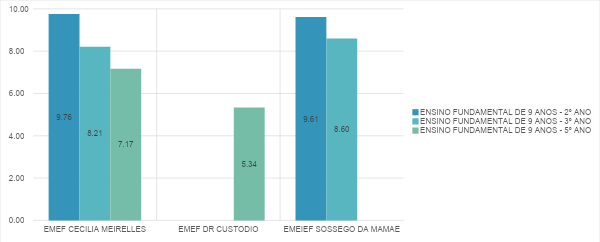 10.00
8.00
6.00
4.00
2.00
0.00
9.76
8.21
7.17
5.34
9.61
8.60
EMEF CECILIA MEIRELLES
EMEF DR CUSTODIO
EMEIEF SOSSEGO DA MAMAE
ENSINO FUNDAMENTAL DE 9 ANOS - 2º ANO
ENSINO FUNDAMENTAL DE 9 ANOS - 3º ANO
ENSINO FUNDAMENTAL DE 9 ANOS - 5º ANO